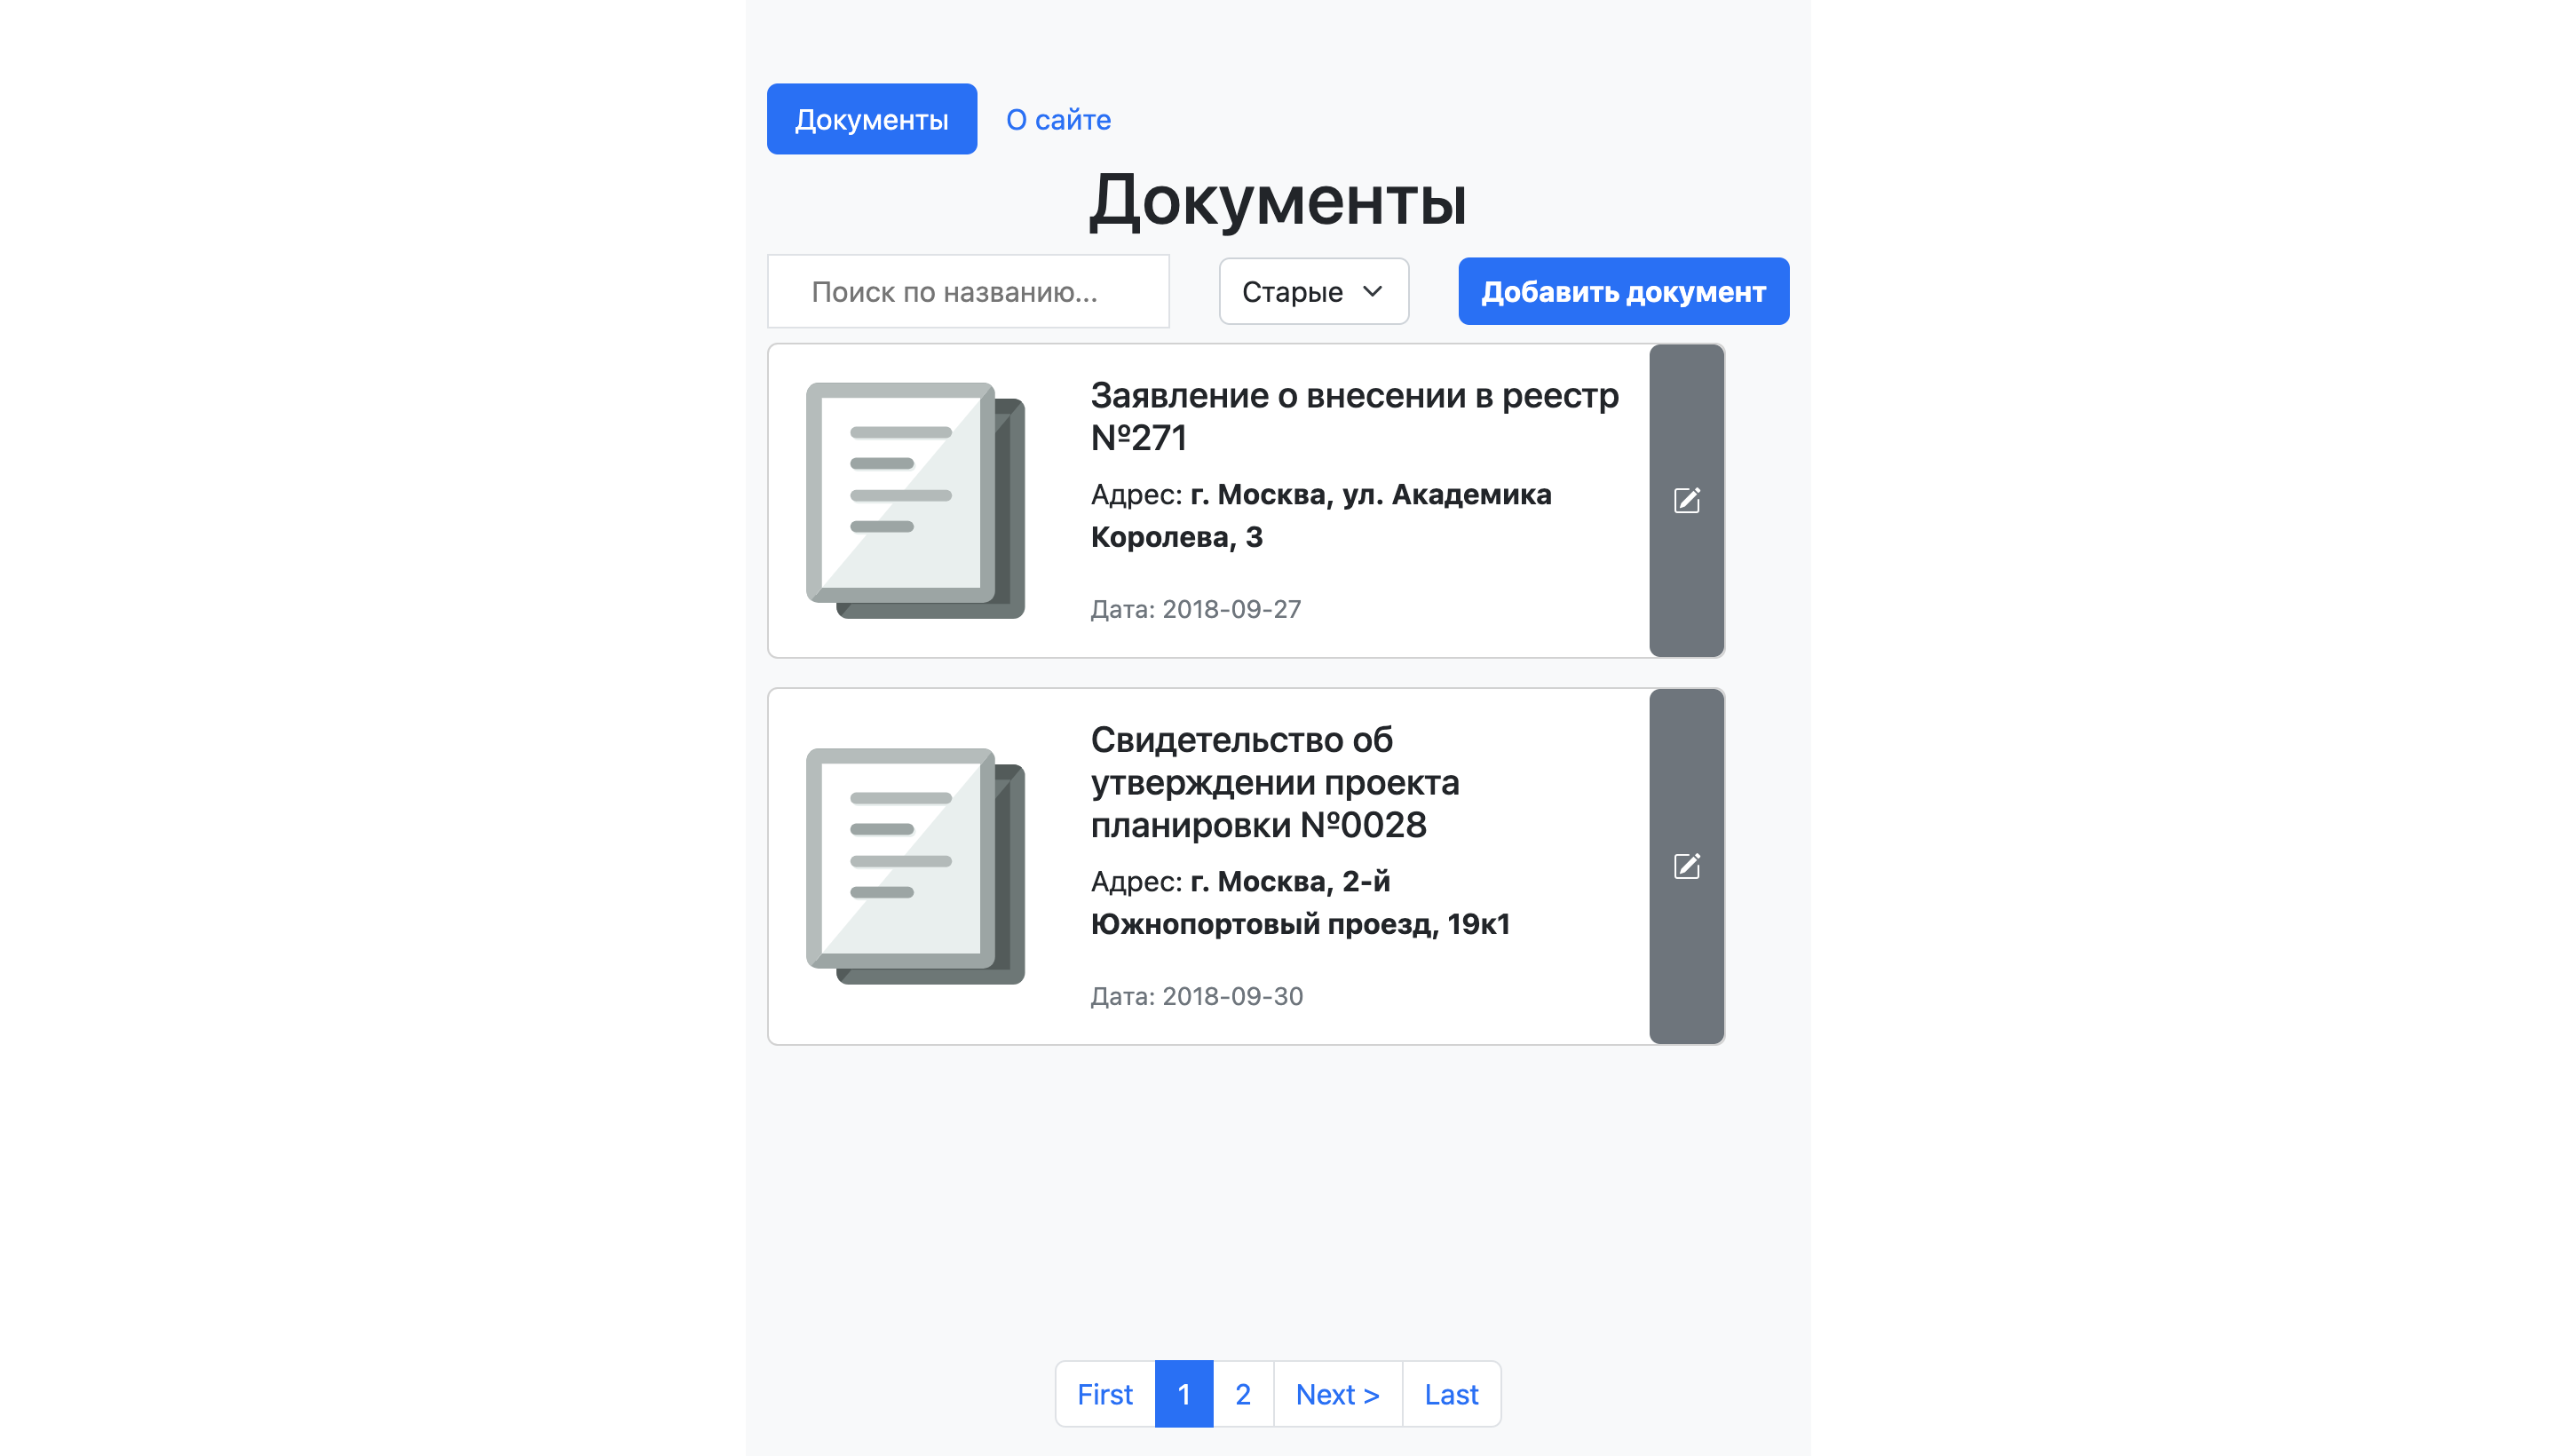 Документы О сайте
Документы
Поиск по названию... Старые Добавить документ
Заявление о внесении в реестр
№271
Адрес: г. Москва, ул. Академика
Королева, 3
Дата: 2018-09-27
Свидетельство об
утверждении проекта
планировки №0028
Адрес: г. Москва, 2-й
Южнопортовый проезд, 19к1
Дата: 2018-09-30
First 1 2 Next > Last